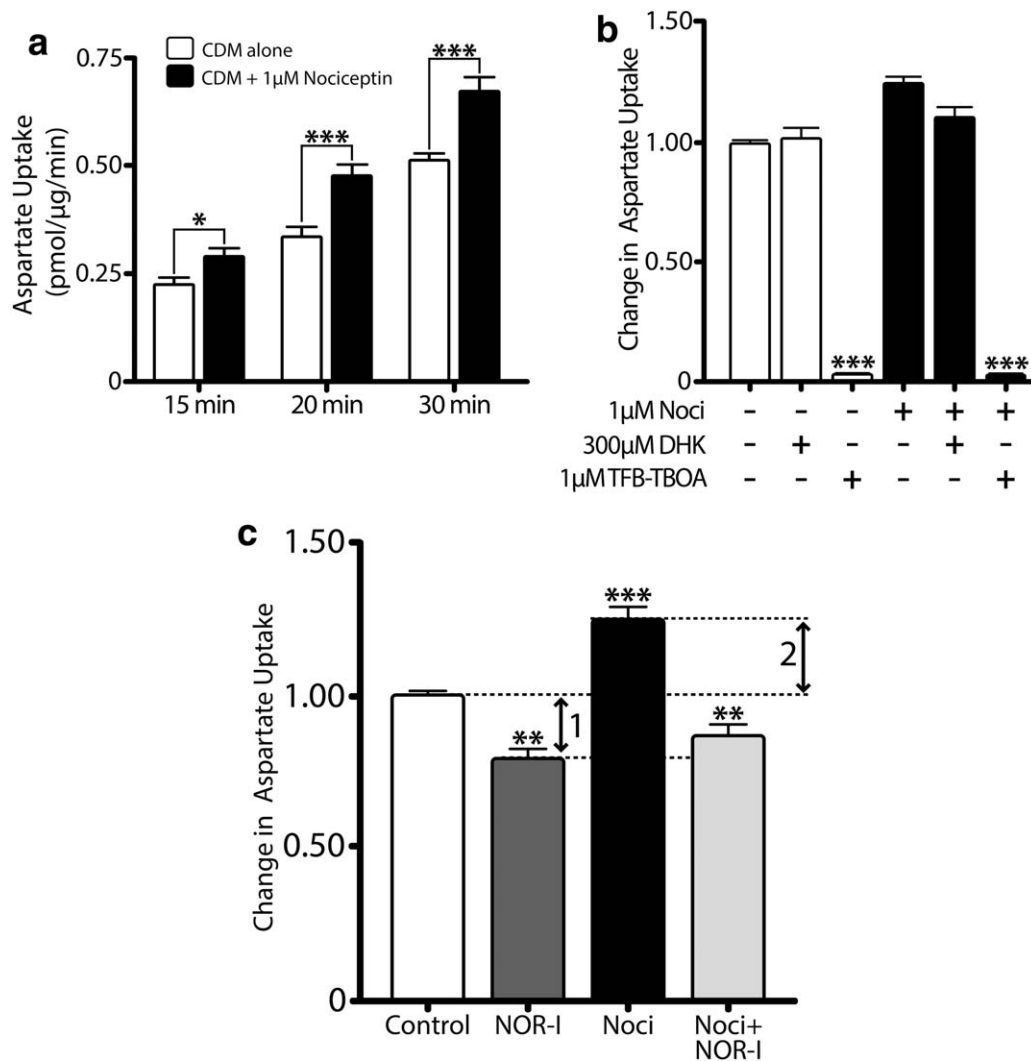 a
CDM alone
CDM + 1μM Nociceptin
Aspartate Uptake
(pmol/μg/min)
0.75
0.50
0.25
0
*
***
***
15 min
20 min
30 min
b
Change in Aspartate Uptake
1.50
1.00
0.50
0
***
***
1μM Noci - - - + + +
300μM DHK - + - - + -
1μM TFB-TBOA - - + - - +
c
Change in Aspartate Uptake
1.50
1.00
0.50
0
**
***
**
1
2
Control
NOR-I
Noci
Noci+
NOR-I